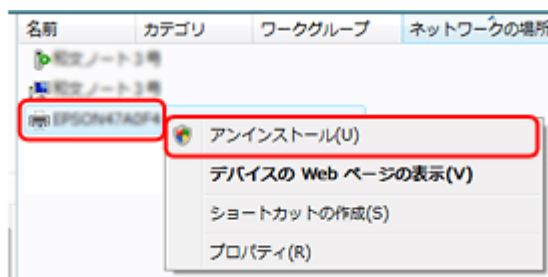 名前 カテゴリ ワークグループ ネットワークの場所
EPSON47A0F4
アンインストール(U)
デバイスの Web ページの表示(V)
ショートカットの作成(S)
プロパティ(R)